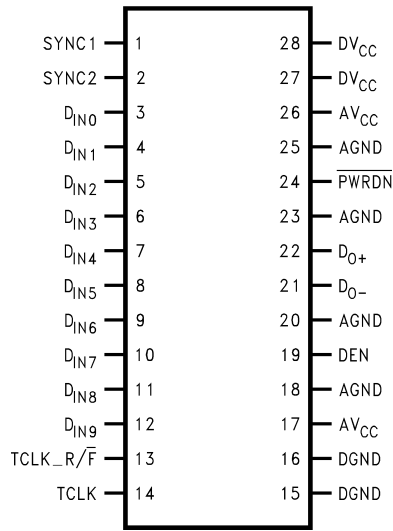 SYNC1 1 28 DVCC
SYNC2 2 27 DVCC
DIN0 3 26 AVCC
DIN1 4 25 AGND
DIN2 5 24 P̅W̅R̅D̅N̅
DIN3 6 23 AGND
DIN4 7 22 DO+
DIN5 8 21 DO−
DIN6 9 20 AGND
DIN7 10 19 DEN
DIN8 11 18 AGND
DIN9 12 17 AVCC
TCLK_R/F̅ 13 16 DGND
TCLK 14 15 DGND